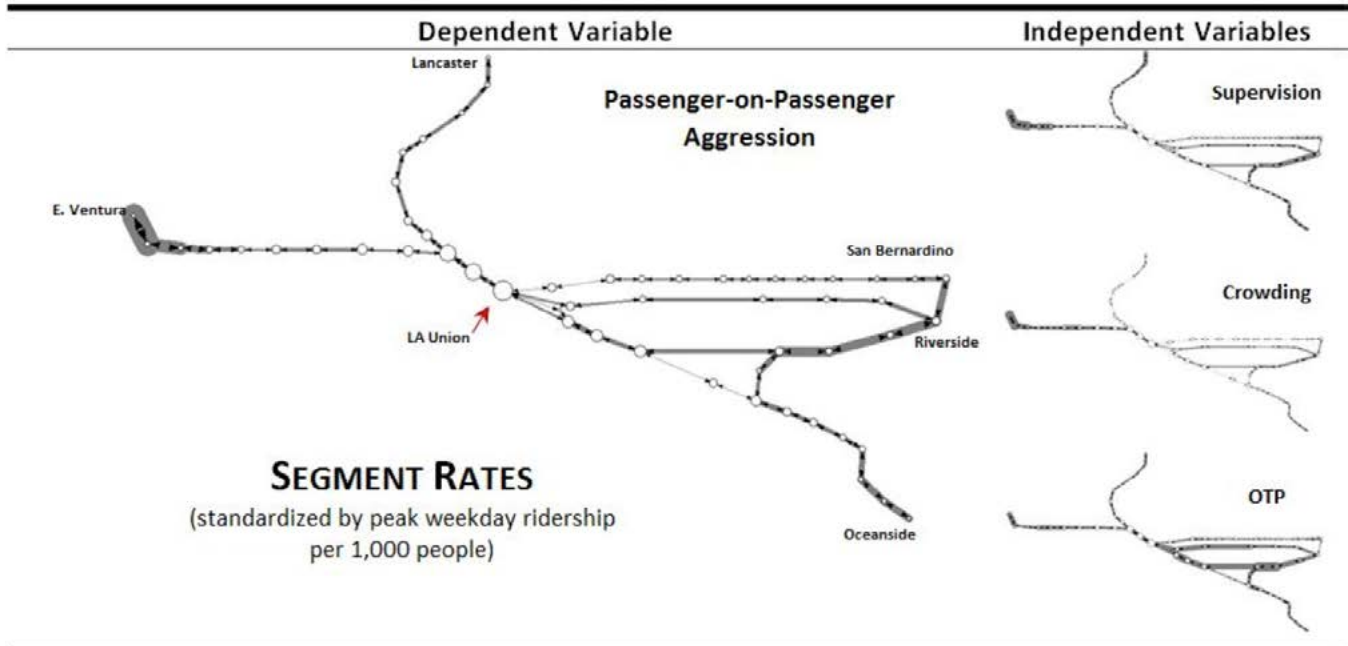 Dependent Variable
Independent Variables
Lancaster
Passenger-on-Passenger
Aggression
Supervision
E. Ventura
San Bernardino
Crowding
LA Union
Riverside
SEGMENT RATES
(standardized by peak weekday ridership
per 1,000 people)
OTP
Oceanside